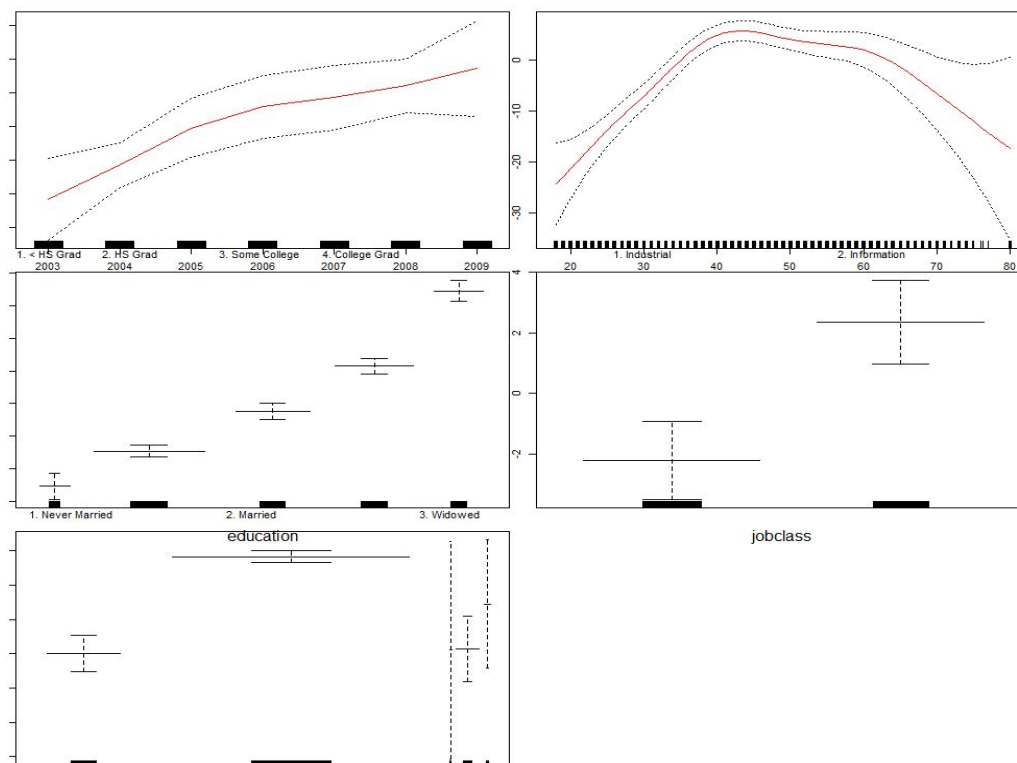 0
-10
-20
-30
1. < HS Grad 2. HS Grad 3. Some College 4. College Grad
1. Industrial 2. Information
2003 2004 2005 2006 2007 2008 2009
20 30 40 50 60 70 80
4
2
0
-2
1. Never Married 2. Married 3. Widowed
education
jobclass